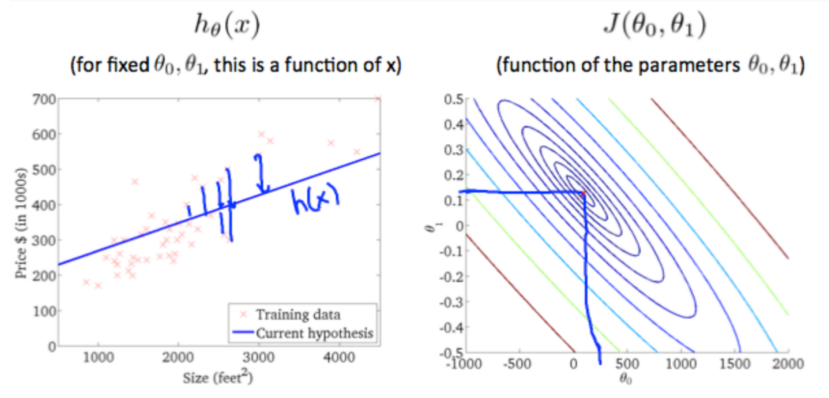 hθ(x)
(for fixed θ₀, θ₁, this is a function of x)
700
600
500
400
300
200
100
0
Price $ (in 1000s)
1000 2000 3000 4000
Size (feet²)
h(x)
Training data
Current hypothesis
J(θ₀, θ₁)
(function of the parameters θ₀, θ₁)
0.5
0.4
0.3
0.2
0.1
0
-0.1
-0.2
-0.3
-0.4
-0.5
θ₁
-1000 -500 0 500 1000 1500 2000
θ₀